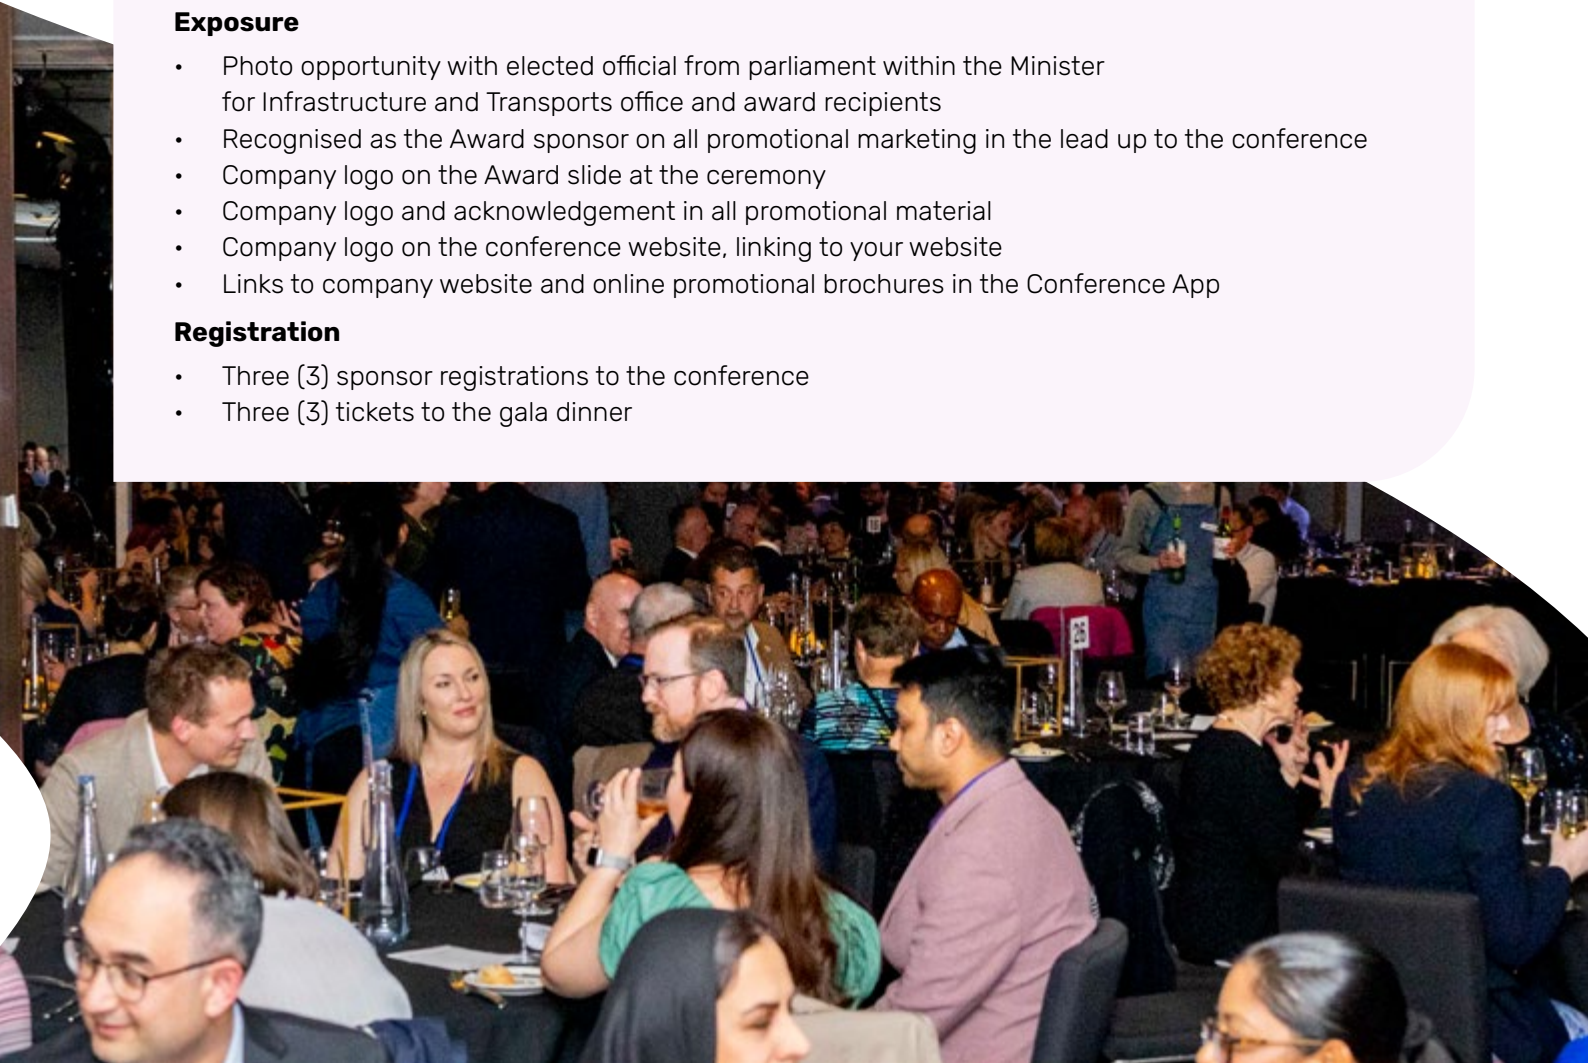 Exposure
• Photo opportunity with elected official from parliament within the Minister
for Infrastructure and Transports office and award recipients
• Recognised as the Award sponsor on all promotional marketing in the lead up to the conference
• Company logo on the Award slide at the ceremony
• Company logo and acknowledgement in all promotional material
• Company logo on the conference website, linking to your website
• Links to company website and online promotional brochures in the Conference App
Registration
• Three (3) sponsor registrations to the conference
• Three (3) tickets to the gala dinner
26